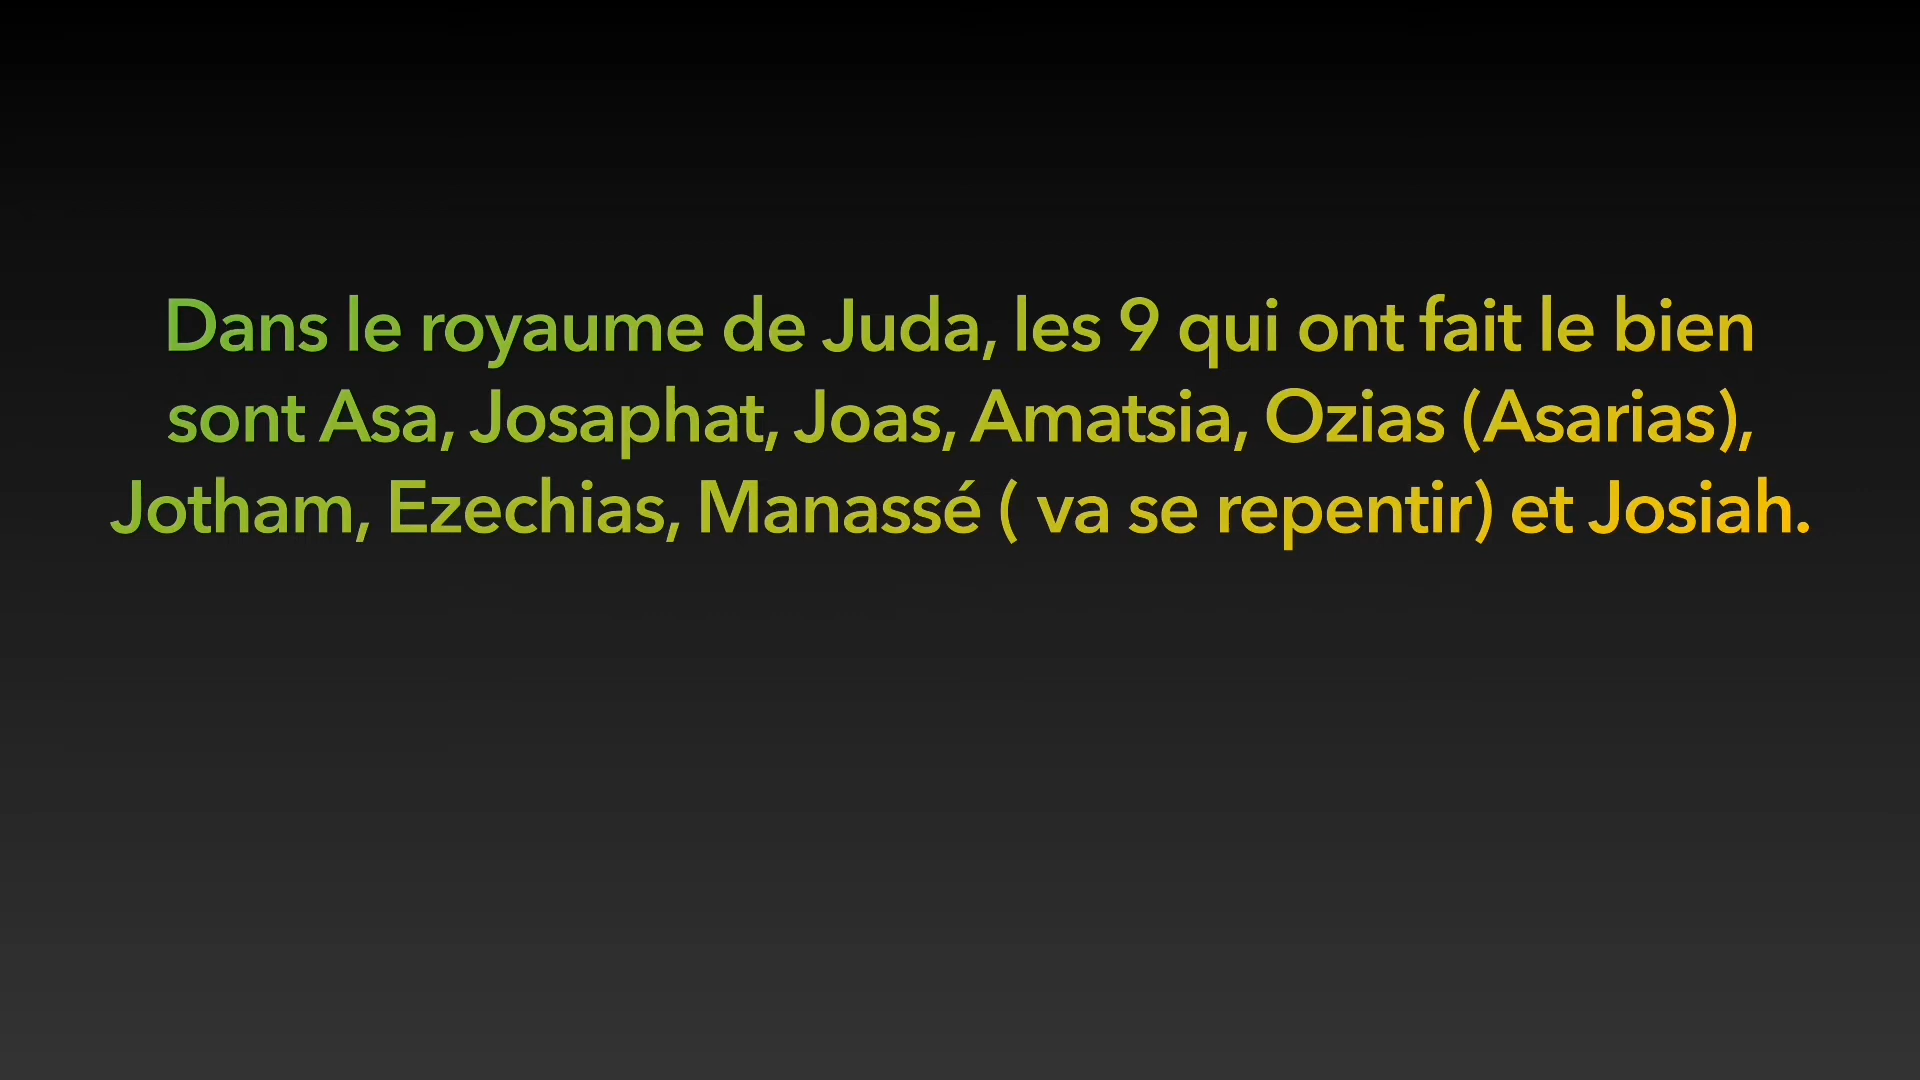 Dans le royaume de Juda, les 9 qui ont fait le bien
sont Asa, Josaphat, Joas, Amatsia, Ozias (Asarias),
Jotham, Ezechias, Manassé ( va se repentir) et Josiah.